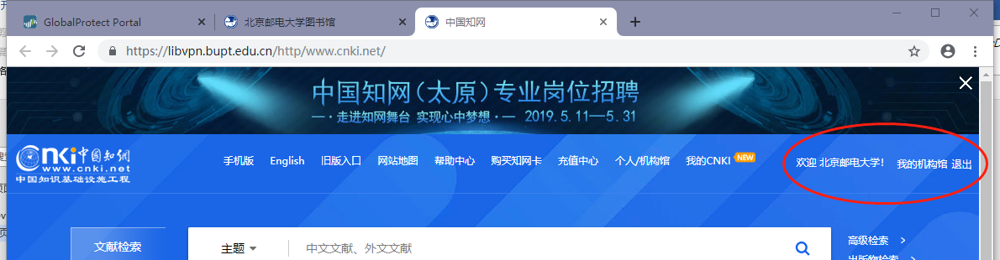 GlobalProtect Portal
北京邮电大学图书馆
中国知网
https://libvpn.bupt.edu.cn/http/www.cnki.net/
中国知网（太原）专业岗位招聘
走进知网舞台 实现心中梦想 2019.5.11—5.31
cnki中国知网
www.cnki.net
中国知识基础设施工程
手机版 English 旧版入口 网站地图 帮助中心 购买知网卡 充值中心 个人/机构馆 我的CNKI NEW
欢迎 北京邮电大学! 我的机构馆 退出
文献检索
主题
中文文献、外文文献
高级检索 >
出版物检索 >